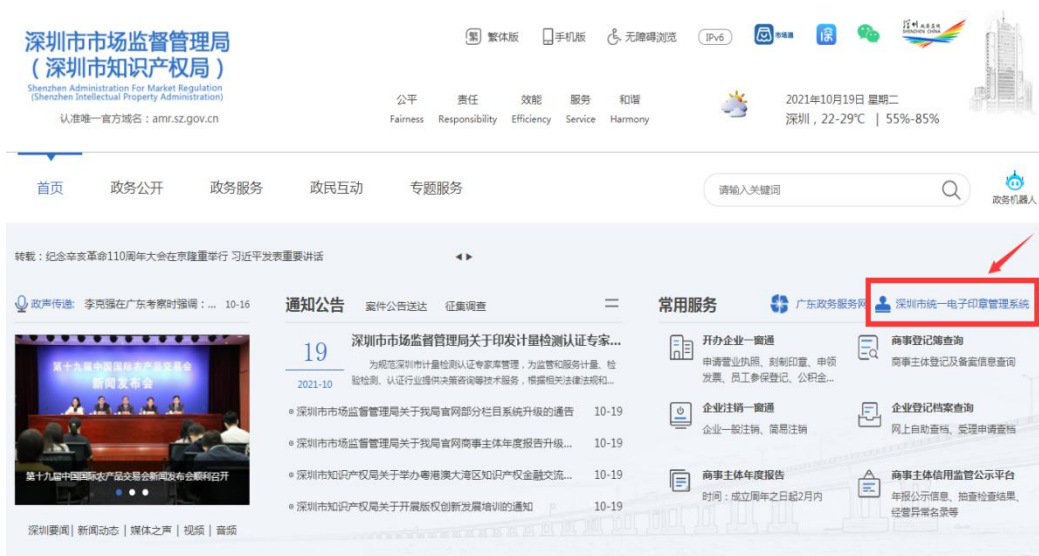 深圳市市场监督管理局
（深圳市知识产权局）
Shenzhen Administration For Market Regulation
(Shenzhen Intellectual Property Administration)
认准唯一官方域名：amr.sz.gov.cn
繁 繁体版 手机版 无障碍浏览 IPv6 深
公平 责任 效能 服务 和谐
Fairness Responsibility Efficiency Service Harmony
2021年10月19日 星期二
深圳，22-29℃ | 55%-85%
首页 政务公开 政务服务 政民互动 专题服务
请输入关键词
政务机器人
转载：纪念辛亥革命110周年大会在京隆重举行 习近平发表重要讲话
政声传递: 李克强在广东考察时强调：... 10-16
第十九届中国国际农产品交易会
新闻发布会
第十九届中国国际农产品交易会新闻发布会顺利召开
深圳要闻| 新闻动态 | 媒体之声 | 视频 | 音频
通知公告 案件公告送达 征集调查
19
2021-10
深圳市市场监督管理局关于印发计量检测认证专家...
为规范深圳市计量检测认证专家库管理，为监管和服务计量、检
验检测、认证行业提供决策咨询等技术服务，根据相关法律法规和...
深圳市市场监督管理局关于我局官网部分栏目系统升级的通告 10-19
深圳市市场监督管理局关于我局官网商事主体年度报告升级... 10-19
深圳市知识产权局关于举办粤港澳大湾区知识产权金融交流... 10-19
深圳市知识产权局关于开展版权创新发展培训的通知 10-19
常用服务 广东政务服务网 深圳市统一电子印章管理系统
开办企业一窗通
申请营业执照、刻制印章、申领
发票、员工参保登记、公积金...
商事登记簿查询
商事主体登记及备案信息查询
企业注销一窗通
企业一般注销、简易注销
企业登记档案查询
网上自助查档、受理申请查档
商事主体年度报告
时间：成立周年之日起2月内
商事主体信用监管公示平台
年报公示信息、抽查检查结果、
经营异常名录等